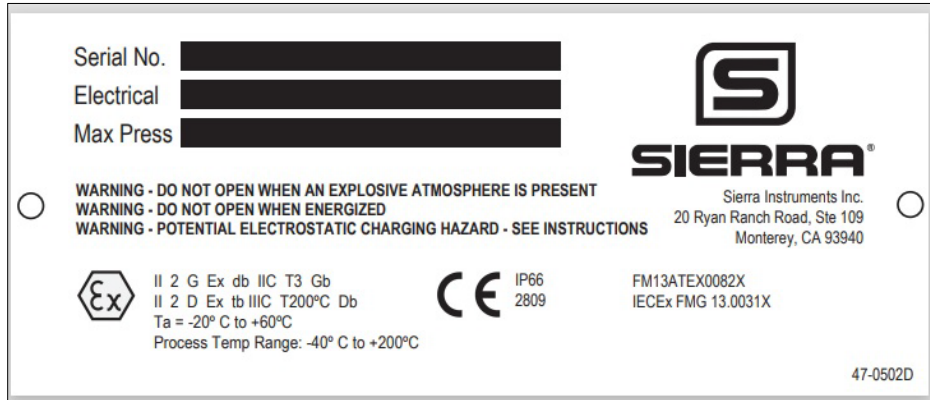 Serial No.
Electrical
Max Press
S
SIERRA®
WARNING - DO NOT OPEN WHEN AN EXPLOSIVE ATMOSPHERE IS PRESENT
WARNING - DO NOT OPEN WHEN ENERGIZED
WARNING - POTENTIAL ELECTROSTATIC CHARGING HAZARD - SEE INSTRUCTIONS
Sierra Instruments Inc.
20 Ryan Ranch Road, Ste 109
Monterey, CA 93940
Ex
II 2 G Ex db IIC T3 Gb
II 2 D Ex tb IIIC T200ºC Db
Ta = -20º C to +60ºC
Process Temp Range: -40º C to +200ºC
CE
IP66
2809
FM13ATEX0082X
IECEx FMG 13.0031X
47-0502D